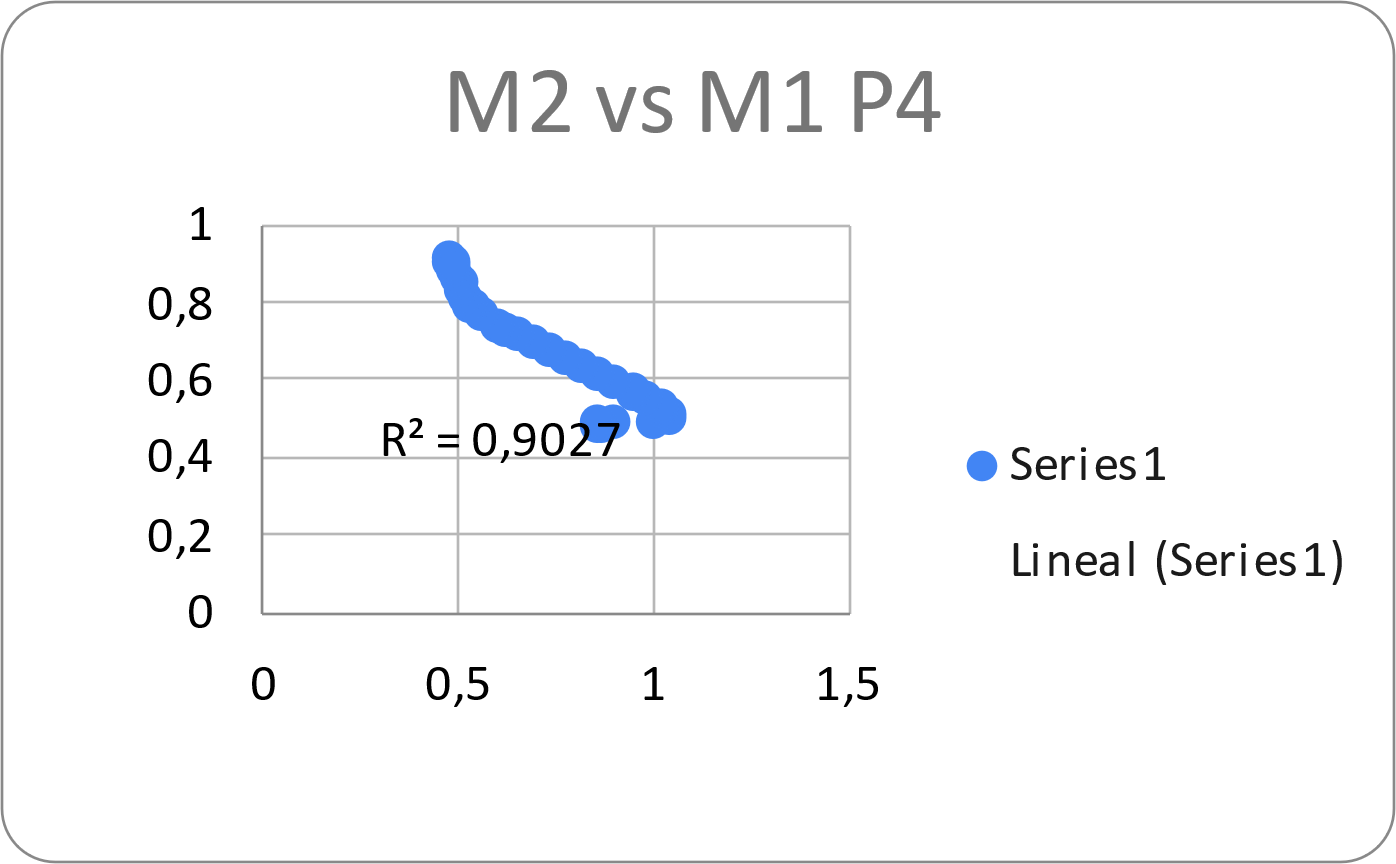 M2 vs M1 P4
1
0,8
0,6
0,4
0,2
0
R² = 0,9027
0
0,5
1
1,5
Series1
Lineal (Series1)